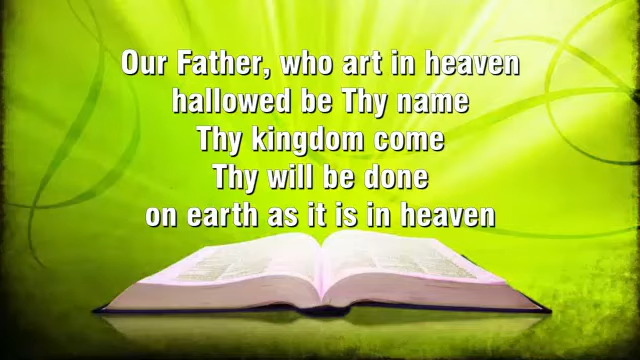 Our Father, who art in heaven
hallowed be Thy name
Thy kingdom come
Thy will be done
on earth as it is in heaven